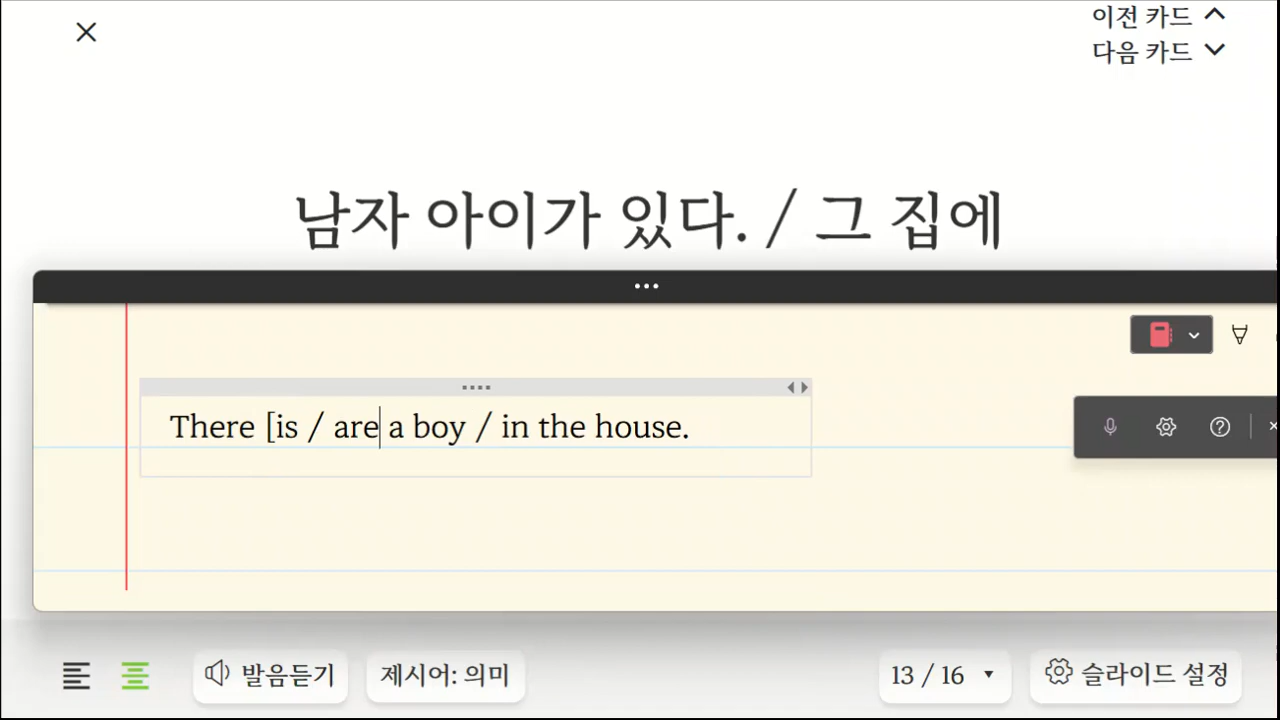 이전 카드
다음 카드
남자 아이가 있다. / 그 집에
There [is / are a boy / in the house.
발음듣기
제시어: 의미
13 / 16
슬라이드 설정